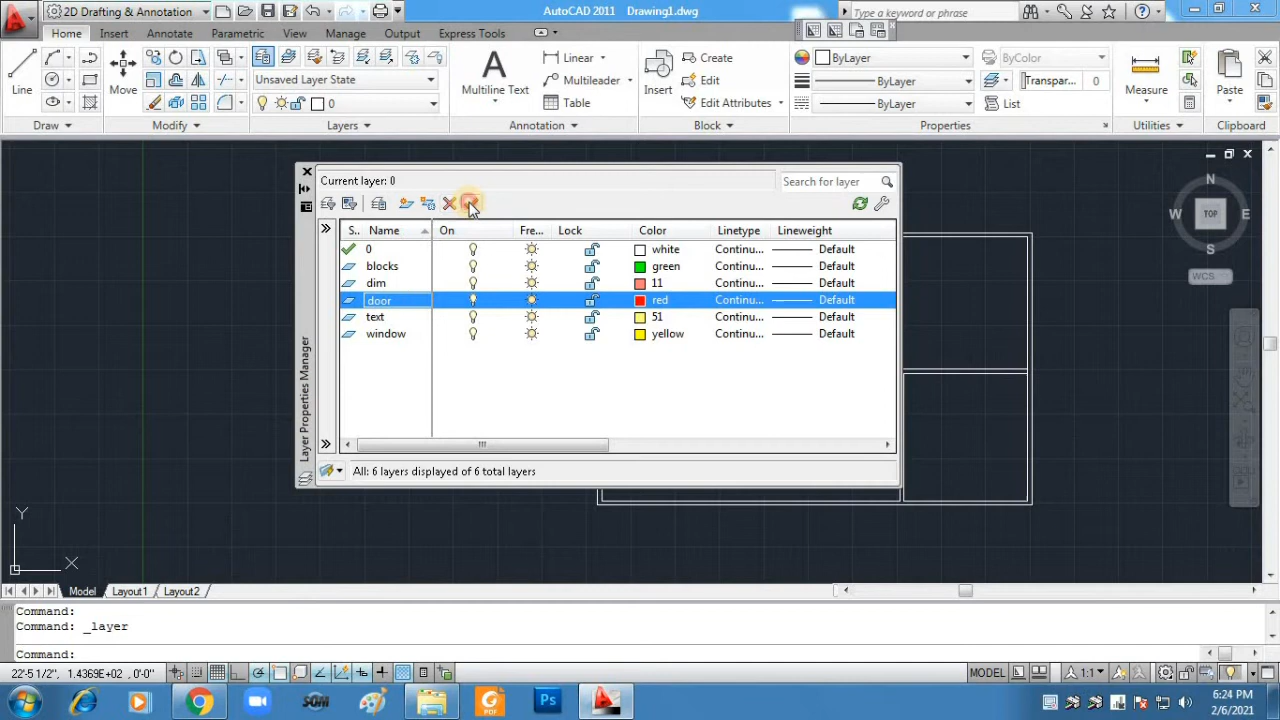 2D Drafting & Annotation
AutoCAD 2011 Drawing1.dwg
Type a keyword or phrase
Home Insert Annotate Parametric View Manage Output Express Tools
Line
Move
Unsaved Layer State
0
Multiline Text
Linear
Multileader
Table
Insert
Create
Edit
Edit Attributes
ByLayer
ByLayer
ByLayer
ByColor
Transpar... 0
List
Measure
Paste
Draw Modify Layers Annotation Block Properties Utilities Clipboard
Current layer: 0
Search for layer
S.. Name On Fre... Lock Color Linetype Lineweight
0 white Continu... Default
blocks green Continu... Default
dim 11 Continu... Default
door red Continu... Default
text 51 Continu... Default
window yellow Continu... Default
Layer Properties Manager
All: 6 layers displayed of 6 total layers
N
W TOP E
S
WCS
Y
X
Model Layout1 Layout2
Command:
Command: _layer
Command:
22'-5 1/2", 1.4369E+02 , 0'-0"
MODEL
1:1
SOM
PDF
Ps
6:24 PM
2/6/2021